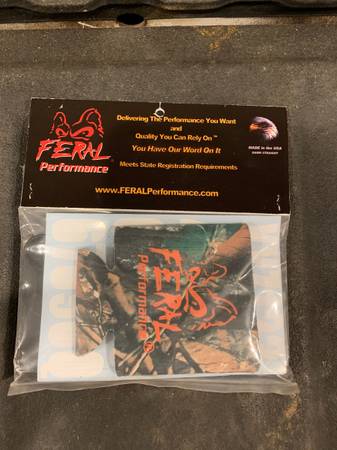 FERAL
Performance
Delivering The Performance You Want
and
Quality You Can Rely On™
You Have Our Word On It
Meets State Registration Requirements
MADE in the USA
www.FERALPerformance.com
FERAL
Performance®